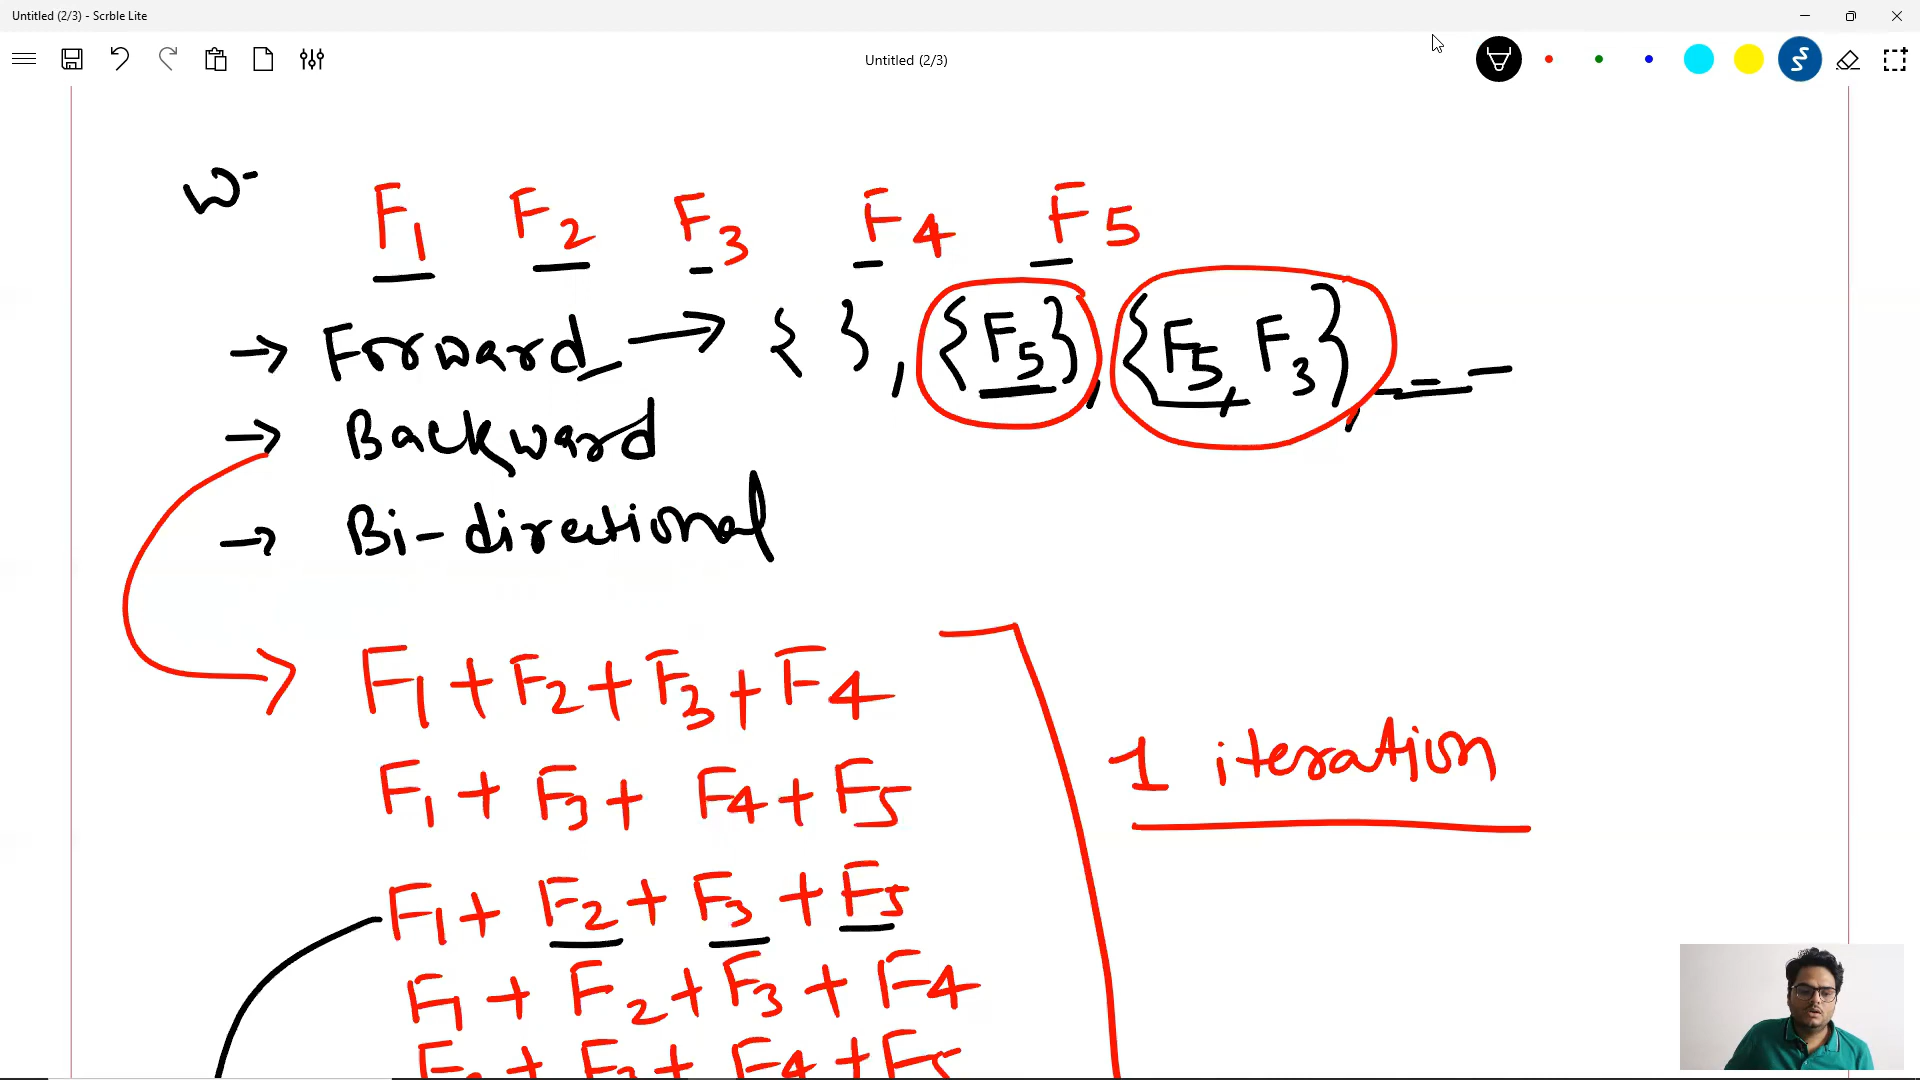 Untitled (2/3) - Scrble Lite
Untitled (2/3)
W-
F1 F2 F3 F4 F5
→ Forward → { }, {F5}, {F5, F3}, _ _ _
→ Backward
→ Bi-directional
F1 + F2 + F3 + F4
F1 + F3 + F4 + F5
1 iteration
F1 + F2 + F3 + F5
F1 + F2 + F3 + F4
+ + F4 + F5